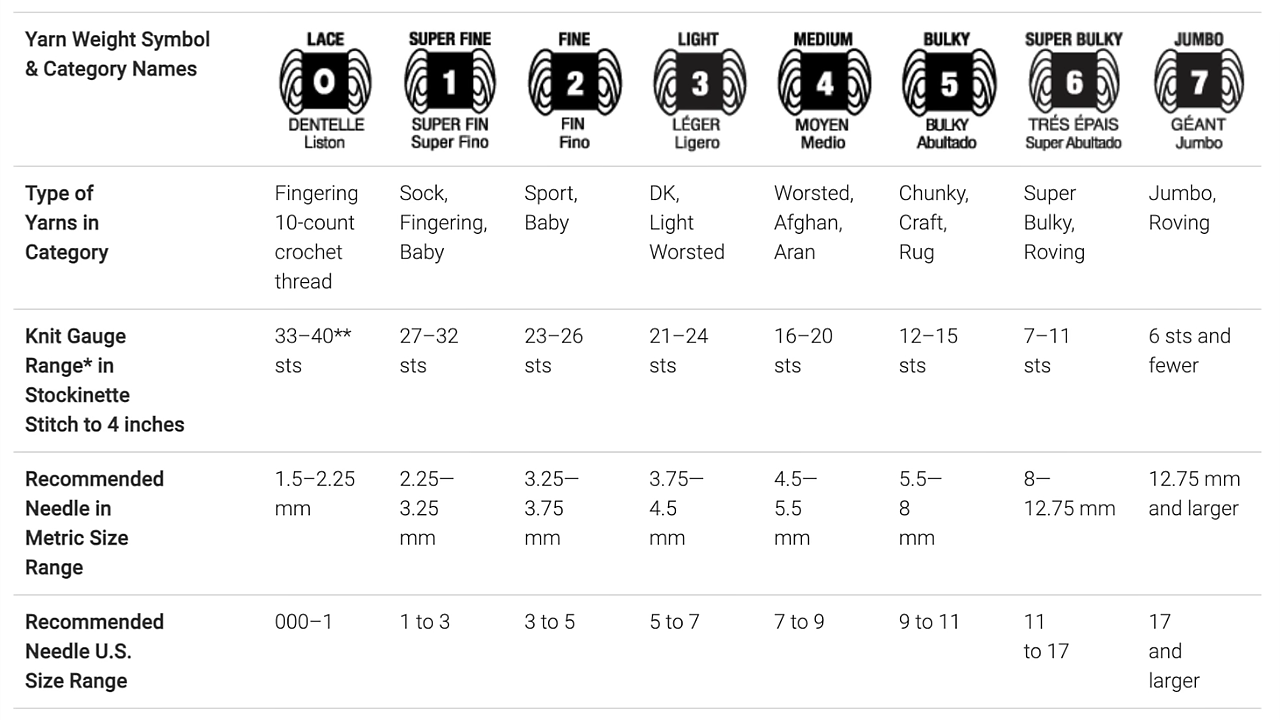 Yarn Weight Symbol
& Category Names
LACE
0
DENTELLE
Liston
SUPER FINE
1
SUPER FIN
Super Fino
FINE
2
FIN
Fino
LIGHT
3
LÉGER
Ligero
MEDIUM
4
MOYEN
Medio
BULKY
5
BULKY
Abultado
SUPER BULKY
6
TRÉS ÉPAIS
Super Abultado
JUMBO
7
GÉANT
Jumbo
Type of
Yarns in
Category
Fingering
10-count
crochet
thread
Sock,
Fingering,
Baby
Sport,
Baby
DK,
Light
Worsted
Worsted,
Afghan,
Aran
Chunky,
Craft,
Rug
Super
Bulky,
Roving
Jumbo,
Roving
Knit Gauge
Range* in
Stockinette
Stitch to 4 inches
33–40**
sts
27–32
sts
23–26
sts
21–24
sts
16–20
sts
12–15
sts
7–11
sts
6 sts and
fewer
Recommended
Needle in
Metric Size
Range
1.5–2.25
mm
2.25—
3.25
mm
3.25—
3.75
mm
3.75—
4.5
mm
4.5—
5.5
mm
5.5—
8
mm
8—
12.75 mm
12.75 mm
and larger
Recommended
Needle U.S.
Size Range
000–1
1 to 3
3 to 5
5 to 7
7 to 9
9 to 11
11
to 17
17
and
larger